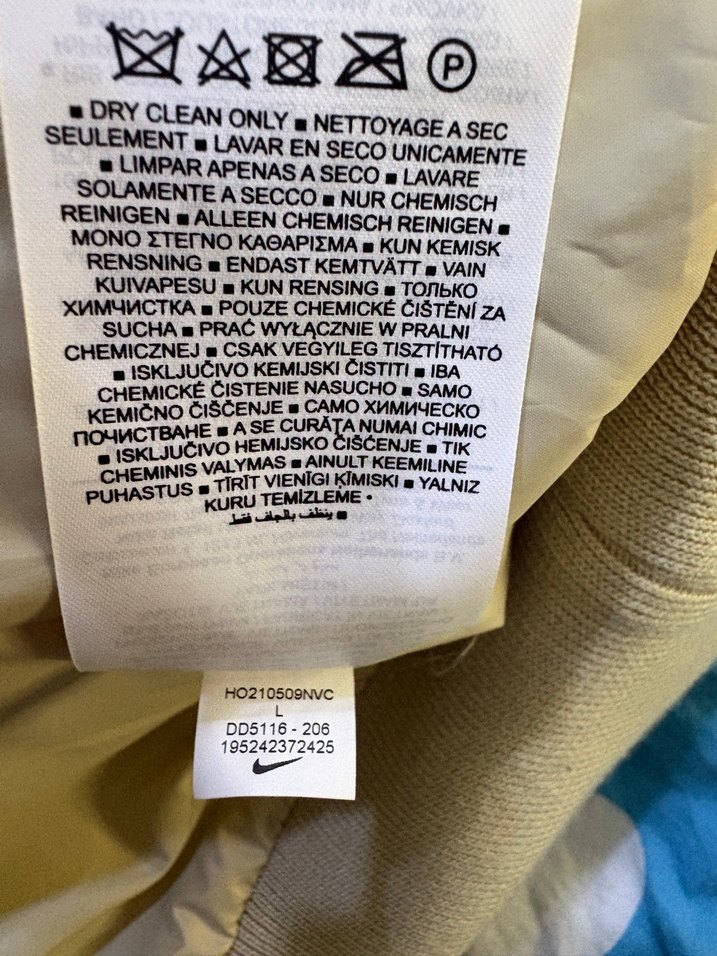 P
■ DRY CLEAN ONLY ■ NETTOYAGE A SEC
SEULEMENT ■ LAVAR EN SECO UNICAMENTE
■ LIMPAR APENAS A SECO ■ LAVARE
SOLAMENTE A SECCO ■ NUR CHEMISCH
REINIGEN ■ ALLEEN CHEMISCH REINIGEN ■
ΜΟΝΟ ΣΤΕΓΝΟ ΚΑΘΑΡΙΣΜΑ ■ KUN KEMISK
RENSNING ■ ENDAST KEMTVÄTT ■ VAIN
KUIVAPESU ■ KUN RENSING ■ ТОЛЬКО
ХИМЧИСТКА ■ POUZE CHEMICKÉ ČIŠTĚNÍ ZA
SUCHA ■ PRAĆ WYŁĄCZNIE W PRALNI
CHEMICZNEJ ■ CSAK VEGYILEG TISZTÍTHATÓ
■ ISKLJUČIVO KEMIJSKI ČISTITI ■ IBA
CHEMICKÉ ČISTENIE NASUCHO ■ SAMO
KEMIČNO ČIŠČENJE ■ САМО ХИМИЧЕСКО
ПОЧИСТВАНЕ ■ A SE CURĂŢA NUMAI CHIMIC
■ ISKLJUČIVO HEMIJSKO ČIŠĆENJE ■ TIK
CHEMINIS VALYMAS ■ AINULT KEEMILINE
PUHASTUS ■ TĪRĪT VIENĪGI ĶĪMISKI ■ YALNIZ
KURU TEMİZLEME •
■ ينظف بالجاف فقط
HO210509NVC
L
DD5116 - 206
195242372425